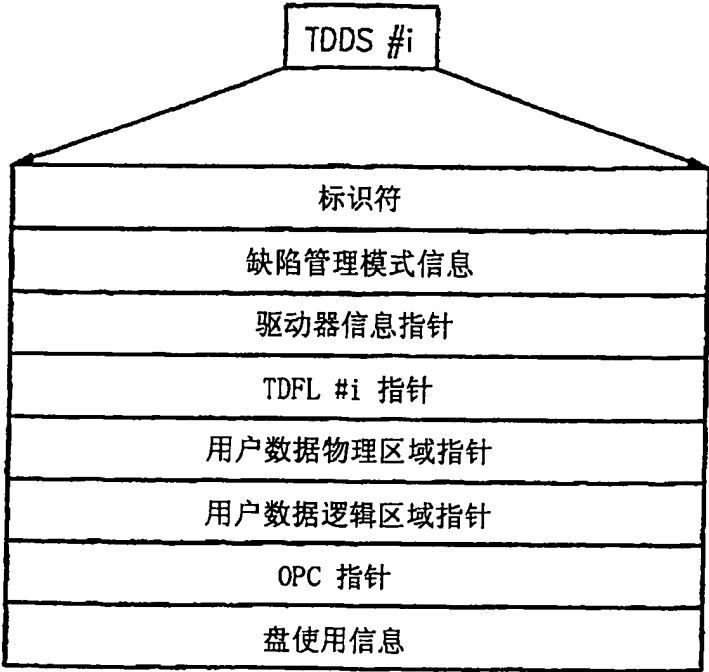 TDDS #i
标识符
缺陷管理模式信息
驱动器信息指针
TDFL #i 指针
用户数据物理区域指针
用户数据逻辑区域指针
OPC 指针
盘使用信息